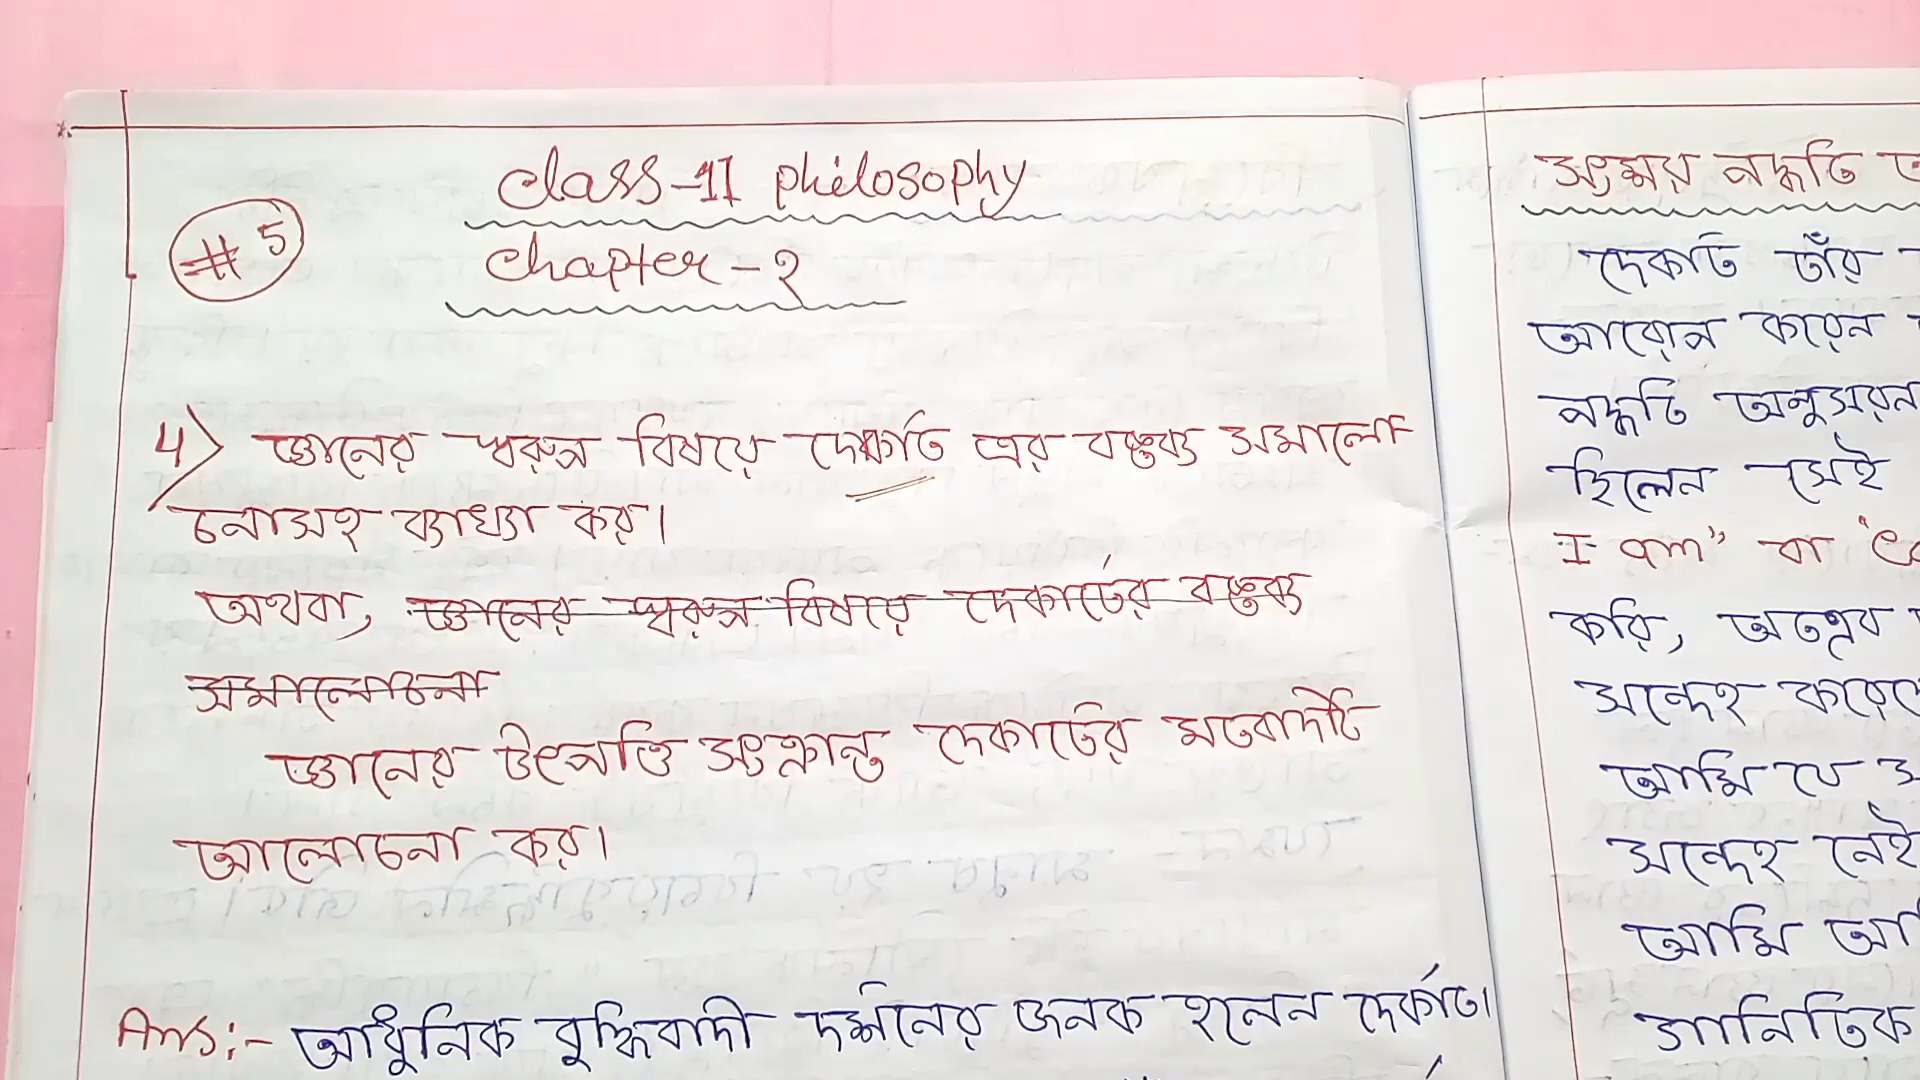 Class-11 philosophy
#5
Chapter-२
4) জ্ঞানের স্বরূপ বিষয়ে দেকার্ত এর বক্তব্য সমালো
চনাসহ ব্যাখ্যা কর।
অথবা, জ্ঞানের স্বরূপ বিষয়ে দেকার্তের বক্তব্য
সমালোচনা
জ্ঞানের উৎপত্তি সংক্রান্ত দেকার্তের মতবাদটি
আলোচনা কর।
Ans:- আধুনিক বুদ্ধিবাদী দর্শনের জনক হলেন দেকার্ত।
সংশয় পদ্ধতি
দেকার্ত তাঁর
আরোপ করেন
পদ্ধতি অনুসরণ
ছিলেন সেই
I am" বা
করি, অতএব
সন্দেহ
আমি যে
সন্দেহ নেই
আমি
গানিতিক